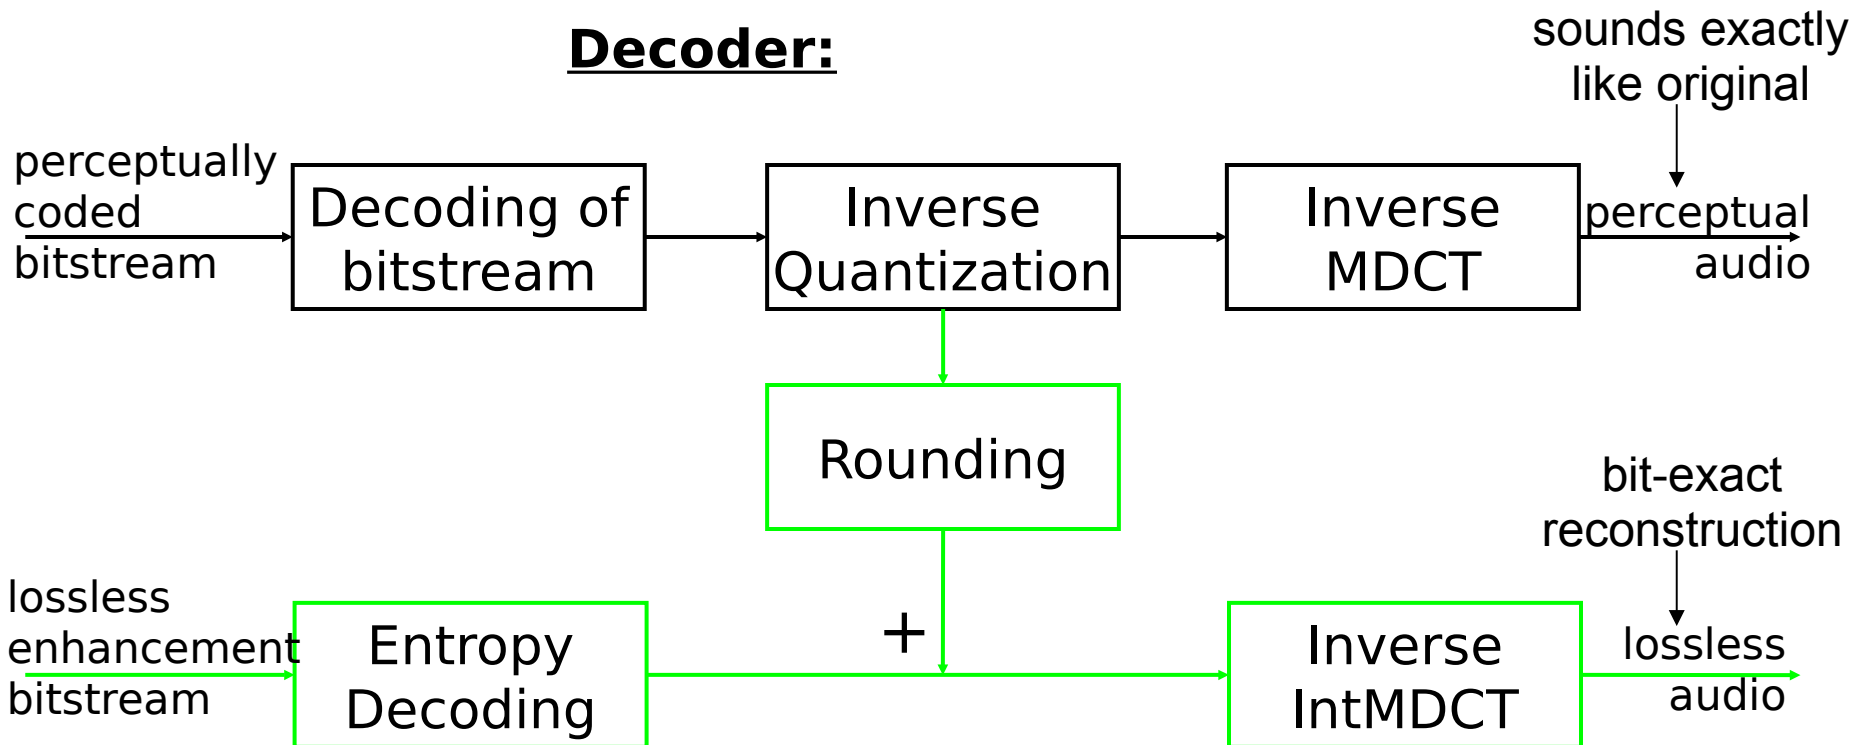 Decoder:
sounds exactly
like original
perceptually
coded
bitstream
Decoding of
bitstream
Inverse
Quantization
Inverse
MDCT
perceptual
audio
Rounding
bit-exact
reconstruction
lossless
enhancement
bitstream
Entropy
Decoding
+
Inverse
IntMDCT
lossless
audio